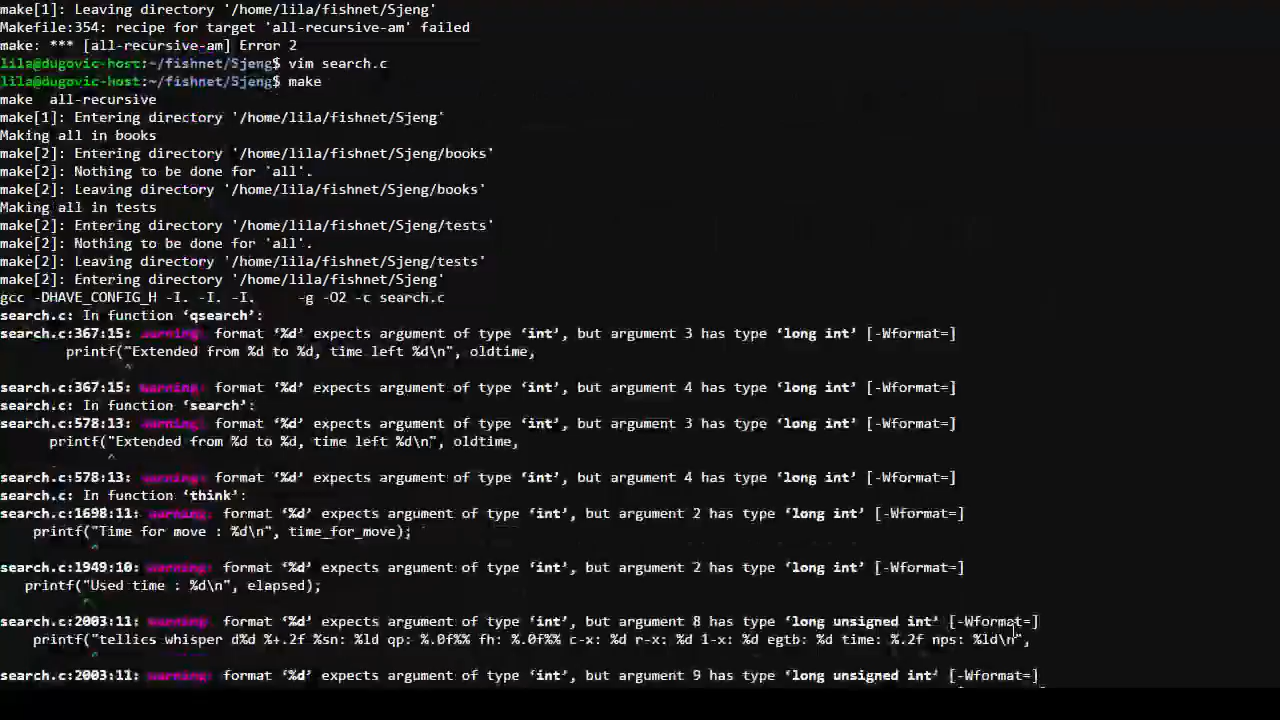 make[1]: Leaving directory '/home/lila/fishnet/Sjeng'
Makefile:354: recipe for target 'all-recursive-am' failed
make: *** [all-recursive-am] Error 2
lila@dugovic-host:~/fishnet/Sjeng$ vim search.c
lila@dugovic-host:~/fishnet/Sjeng$ make
make  all-recursive
make[1]: Entering directory '/home/lila/fishnet/Sjeng'
Making all in books
make[2]: Entering directory '/home/lila/fishnet/Sjeng/books'
make[2]: Nothing to be done for 'all'.
make[2]: Leaving directory '/home/lila/fishnet/Sjeng/books'
Making all in tests
make[2]: Entering directory '/home/lila/fishnet/Sjeng/tests'
make[2]: Nothing to be done for 'all'.
make[2]: Leaving directory '/home/lila/fishnet/Sjeng/tests'
make[2]: Entering directory '/home/lila/fishnet/Sjeng'
gcc -DHAVE_CONFIG_H -I. -I. -I.     -g -O2 -c search.c
search.c: In function ‘qsearch’:
search.c:367:15: warning: format ‘%d’ expects argument of type ‘int’, but argument 3 has type ‘long int’ [-Wformat=]
        printf("Extended from %d to %d, time left %d\n", oldtime,
               ^
search.c:367:15: warning: format ‘%d’ expects argument of type ‘int’, but argument 4 has type ‘long int’ [-Wformat=]
search.c: In function ‘search’:
search.c:578:13: warning: format ‘%d’ expects argument of type ‘int’, but argument 3 has type ‘long int’ [-Wformat=]
      printf("Extended from %d to %d, time left %d\n", oldtime,
             ^
search.c:578:13: warning: format ‘%d’ expects argument of type ‘int’, but argument 4 has type ‘long int’ [-Wformat=]
search.c: In function ‘think’:
search.c:1698:11: warning: format ‘%d’ expects argument of type ‘int’, but argument 2 has type ‘long int’ [-Wformat=]
    printf("Time for move : %d\n", time_for_move);
           ^
search.c:1949:10: warning: format ‘%d’ expects argument of type ‘int’, but argument 2 has type ‘long int’ [-Wformat=]
   printf("Used time : %d\n", elapsed);
          ^
search.c:2003:11: warning: format ‘%d’ expects argument of type ‘int’, but argument 8 has type ‘long unsigned int’ [-Wformat=]
    printf("tellics whisper d%d %+.2f %sn: %ld qp: %.0f%% fh: %.0f%% c-x: %d r-x: %d 1-x: %d egtb: %d time: %.2f nps: %ld\n",
           ^
search.c:2003:11: warning: format ‘%d’ expects argument of type ‘int’, but argument 9 has type ‘long unsigned int’ [-Wformat=]